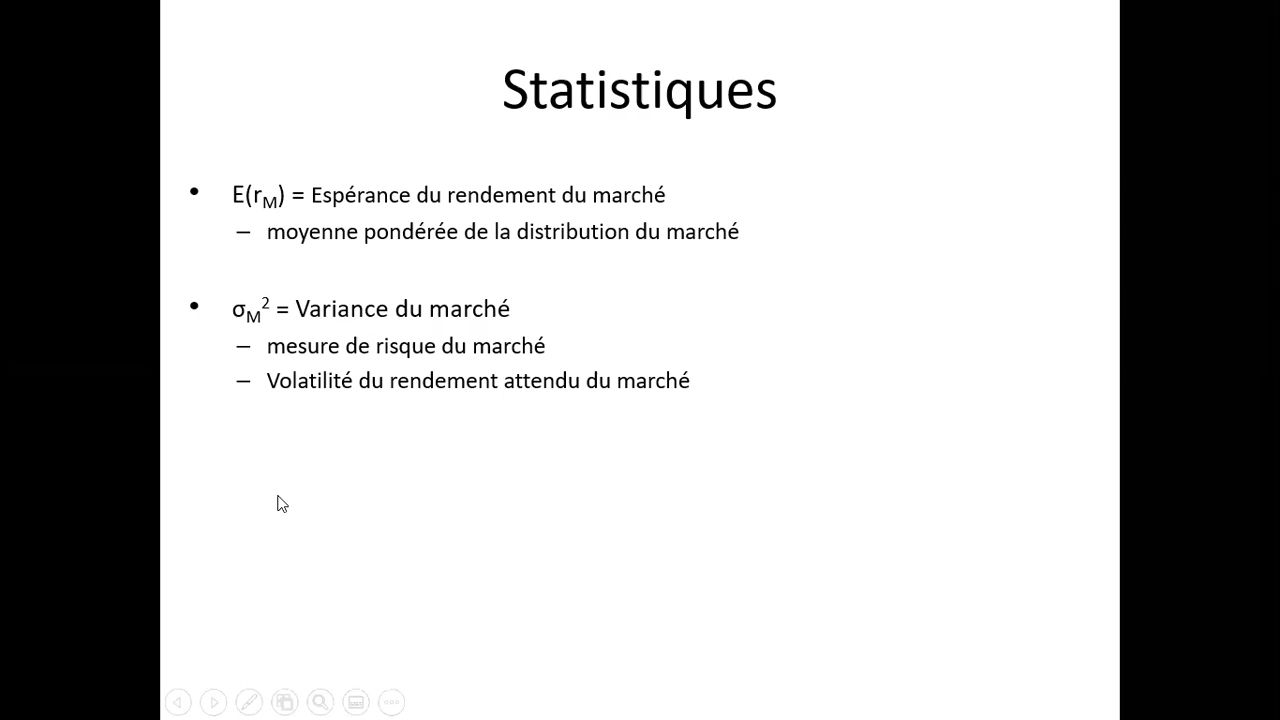 Statistiques
• E(rM) = Espérance du rendement du marché
– moyenne pondérée de la distribution du marché
• σM² = Variance du marché
– mesure de risque du marché
– Volatilité du rendement attendu du marché